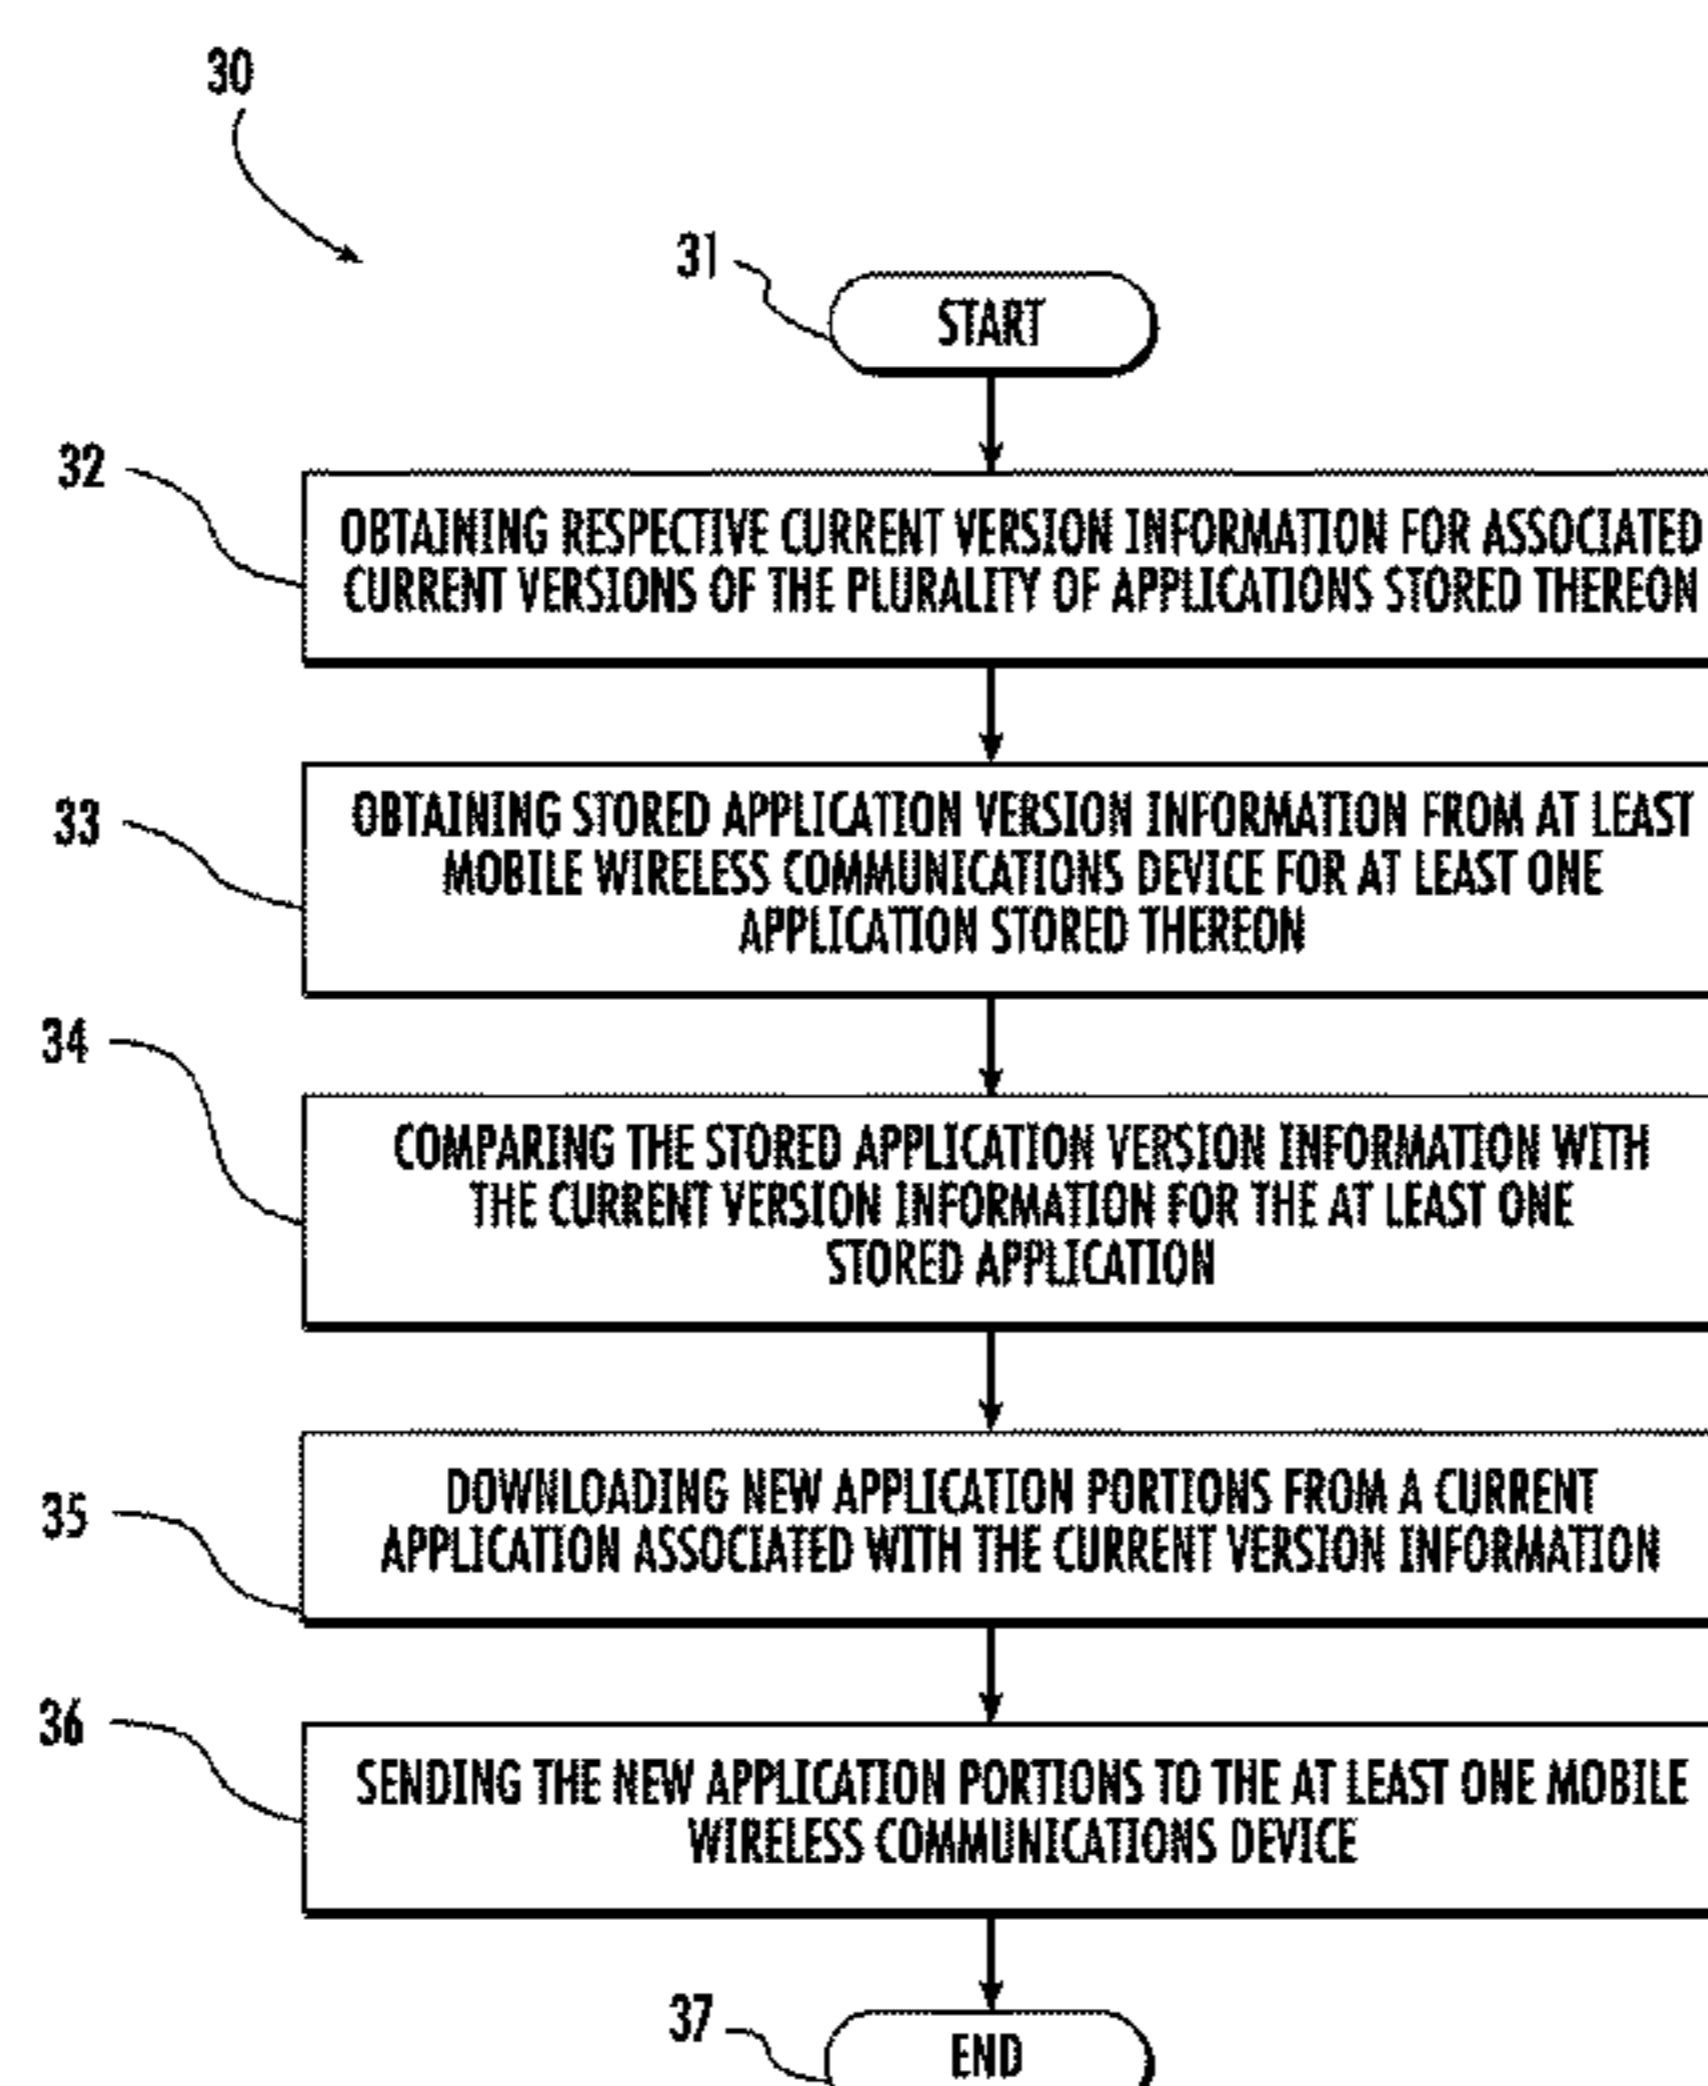 30
31
START
32
OBTAINING RESPECTIVE CURRENT VERSION INFORMATION FOR ASSOCIATED
CURRENT VERSIONS OF THE PLURALITY OF APPLICATIONS STORED THEREON
33
OBTAINING STORED APPLICATION VERSION INFORMATION FROM AT LEAST
MOBILE WIRELESS COMMUNICATIONS DEVICE FOR AT LEAST ONE
APPLICATION STORED THEREON
34
COMPARING THE STORED APPLICATION VERSION INFORMATION WITH
THE CURRENT VERSION INFORMATION FOR THE AT LEAST ONE
STORED APPLICATION
35
DOWNLOADING NEW APPLICATION PORTIONS FROM A CURRENT
APPLICATION ASSOCIATED WITH THE CURRENT VERSION INFORMATION
36
SENDING THE NEW APPLICATION PORTIONS TO THE AT LEAST ONE MOBILE
WIRELESS COMMUNICATIONS DEVICE
37
END